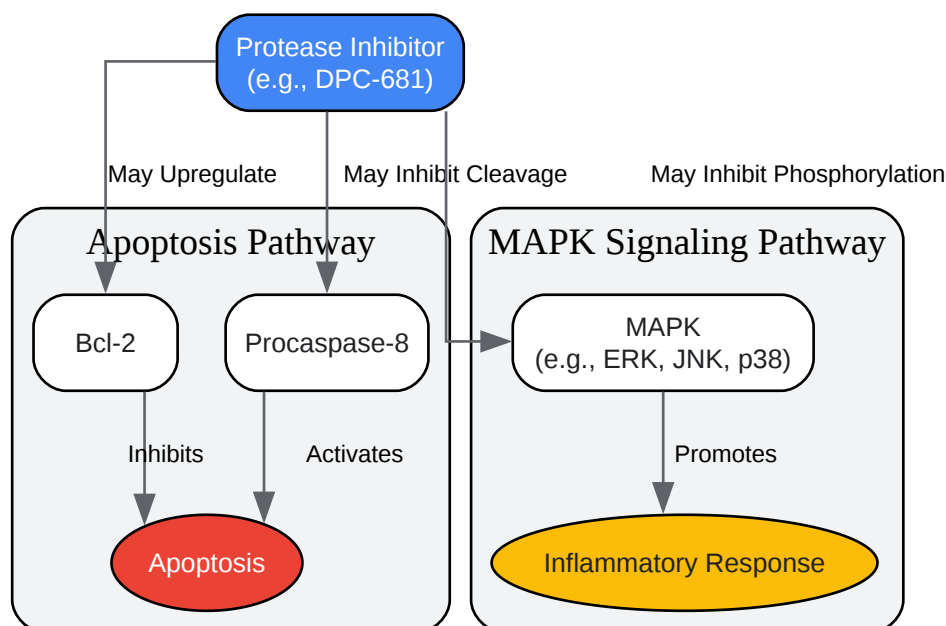 Protease Inhibitor
(e.g., DPC-681)
May Upregulate
May Inhibit Cleavage
May Inhibit Phosphorylation
Apoptosis Pathway
MAPK Signaling Pathway
Bcl-2
Procaspase-8
MAPK
(e.g., ERK, JNK, p38)
Inhibits
Activates
Promotes
Apoptosis
Inflammatory Response